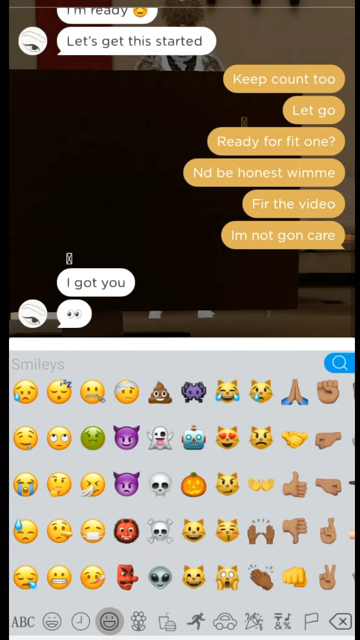 I'm ready 😊
Let's get this started
Keep count too
Let go
Ready for fit one?
Nd be honest wimme
Fir the video
Im not gon care
I got you
👀
Smileys
ABC